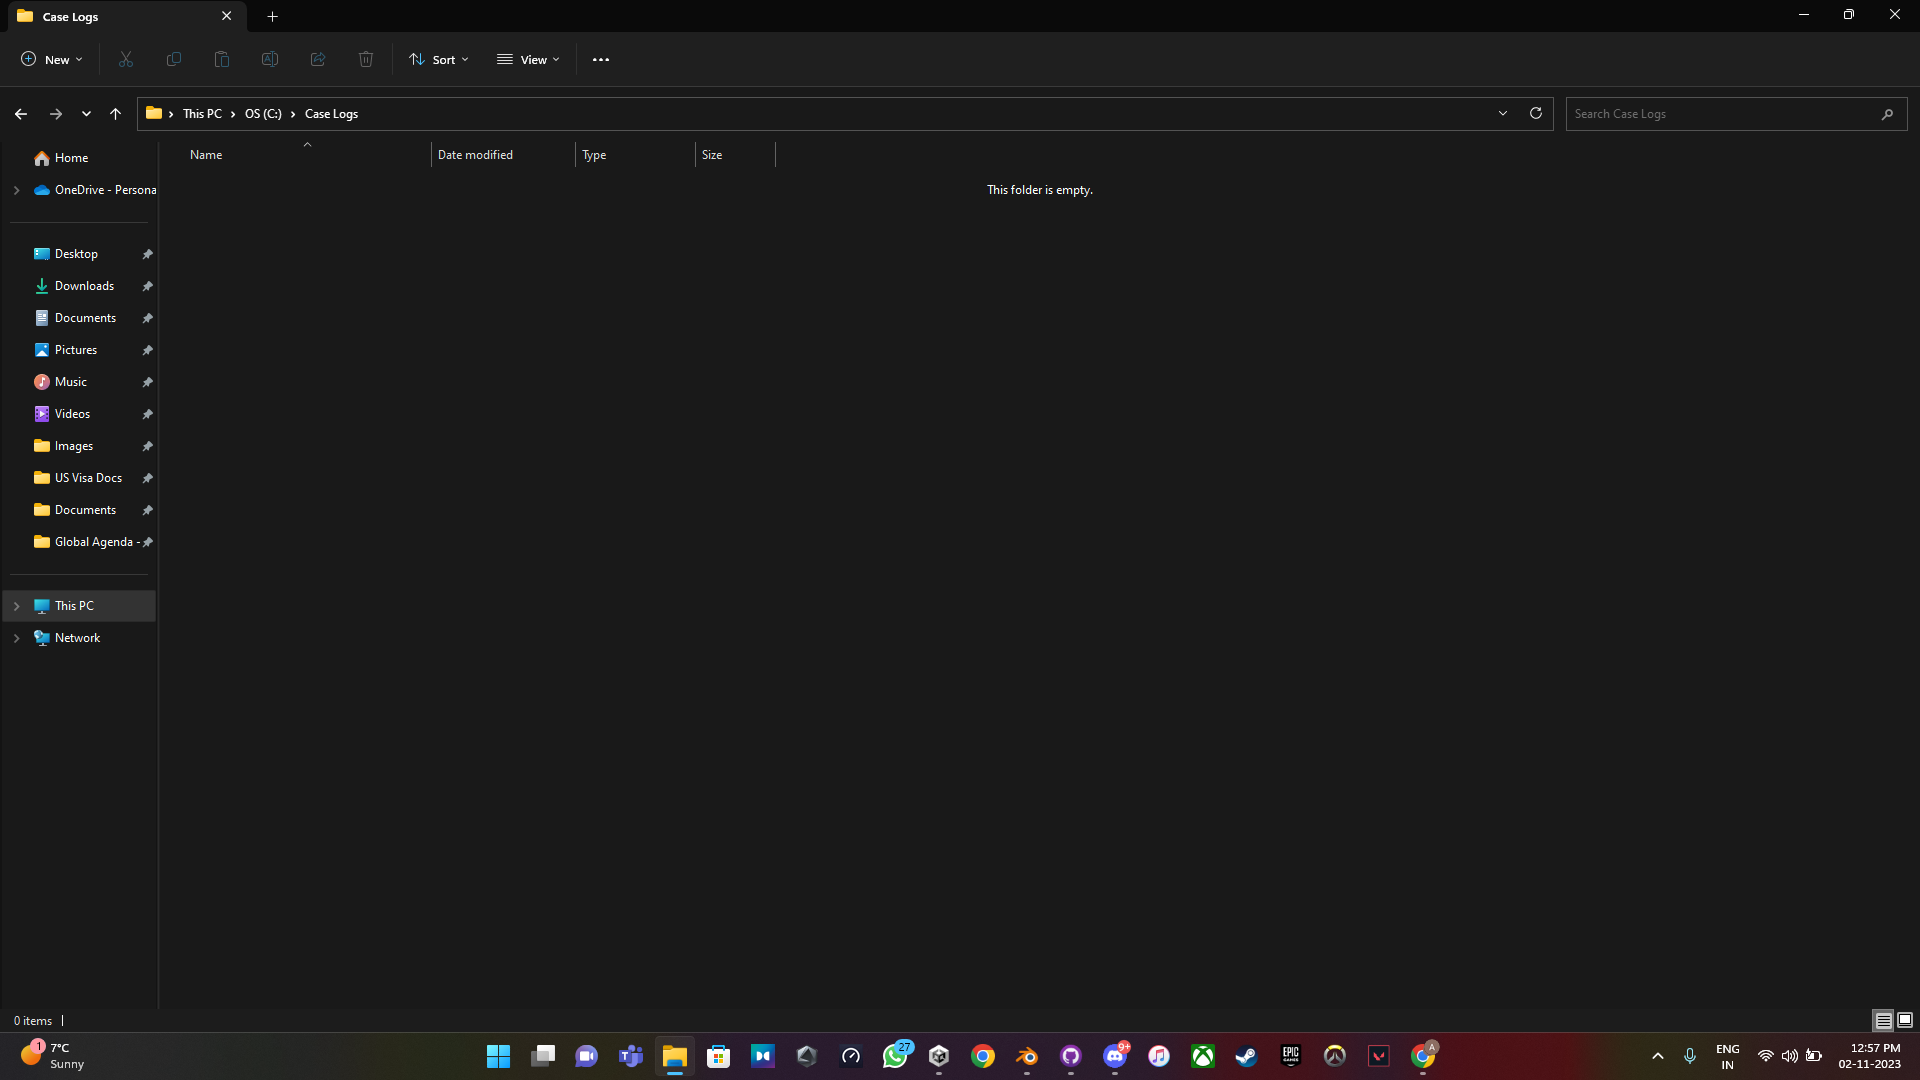 Case Logs
New
Sort
View
This PC
OS (C:)
Case Logs
Search Case Logs
Name
Date modified
Type
Size
This folder is empty.
Home
OneDrive - Persona
Desktop
Downloads
Documents
Pictures
Music
Videos
Images
US Visa Docs
Documents
Global Agenda -
This PC
Network
0 items
1
7°C
Sunny
27
EPIC
GAMES
9+
A
ENG
IN
12:57 PM
02-11-2023